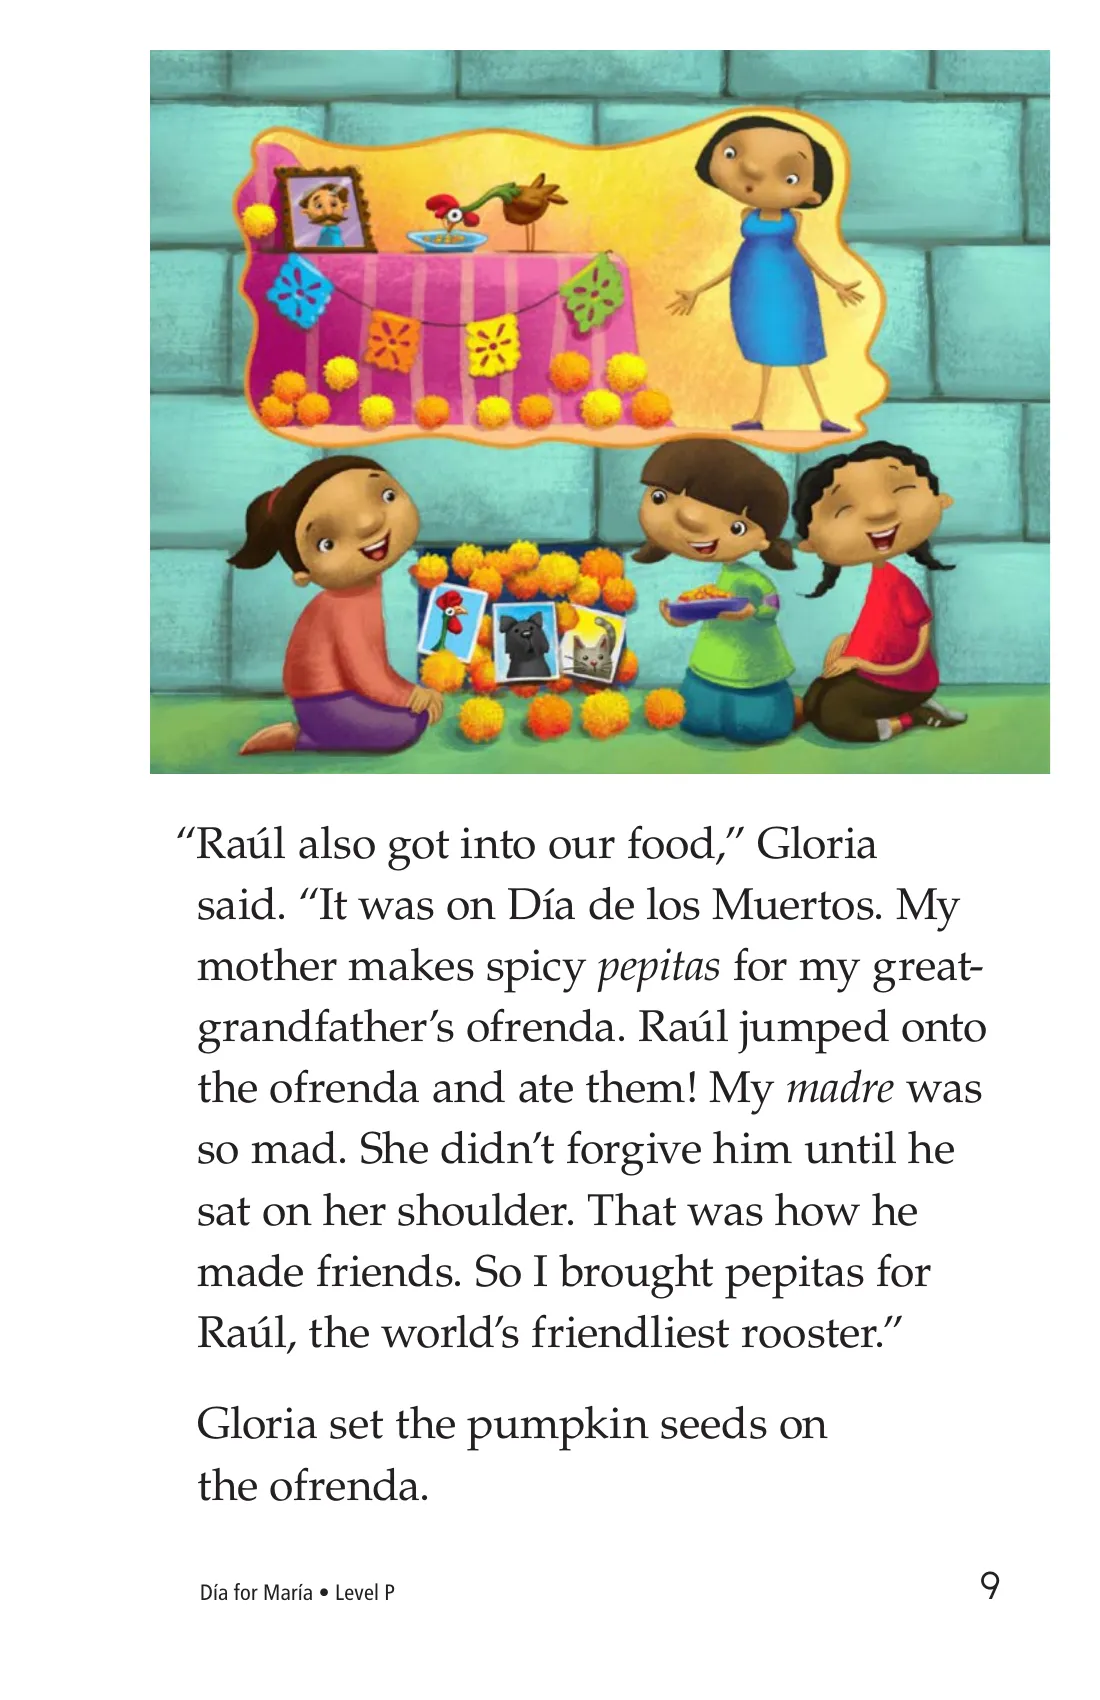 “Raúl also got into our food,” Gloria
said. “It was on Día de los Muertos. My
mother makes spicy pepitas for my great-
grandfather’s ofrenda. Raúl jumped onto
the ofrenda and ate them! My madre was
so mad. She didn’t forgive him until he
sat on her shoulder. That was how he
made friends. So I brought pepitas for
Raúl, the world’s friendliest rooster.”
Gloria set the pumpkin seeds on
the ofrenda.
Día for María • Level P
9